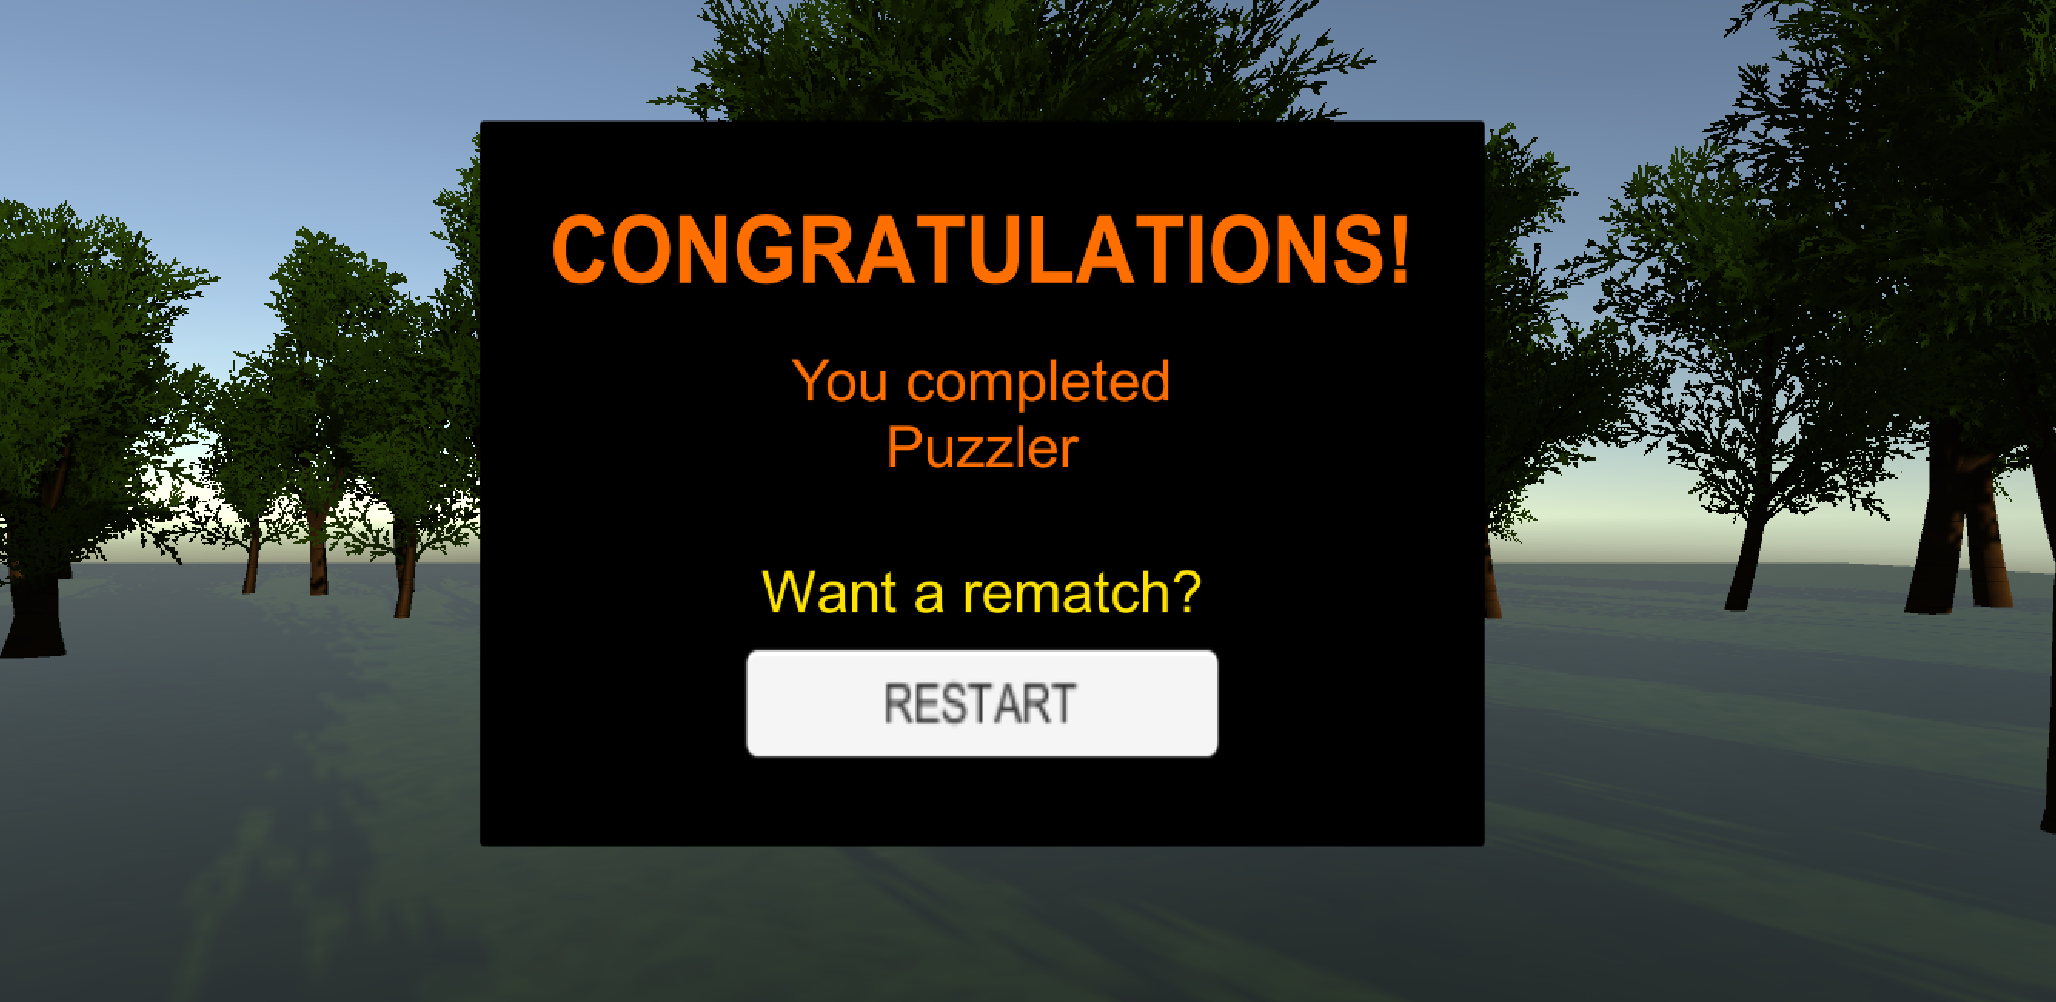 CONGRATULATIONS!
You completed
Puzzler
Want a rematch?
RESTART